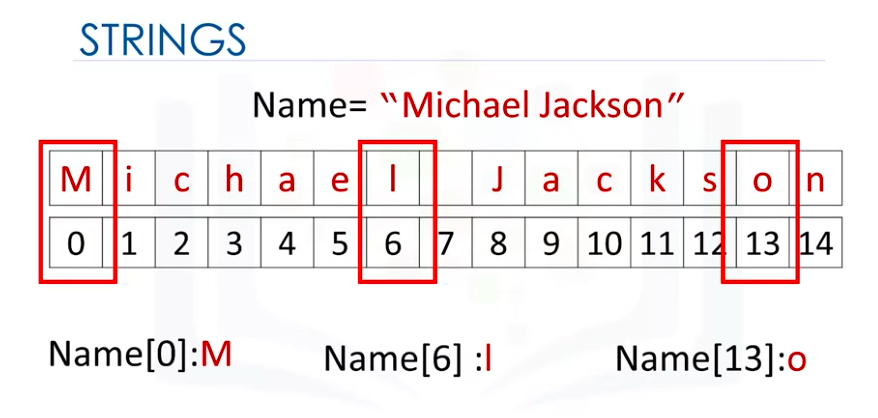 STRINGS
Name= “Michael Jackson”
M i c h a e l J a c k s o n
0 1 2 3 4 5 6 7 8 9 10 11 12 13 14
Name[0]:M Name[6] :l Name[13]:o